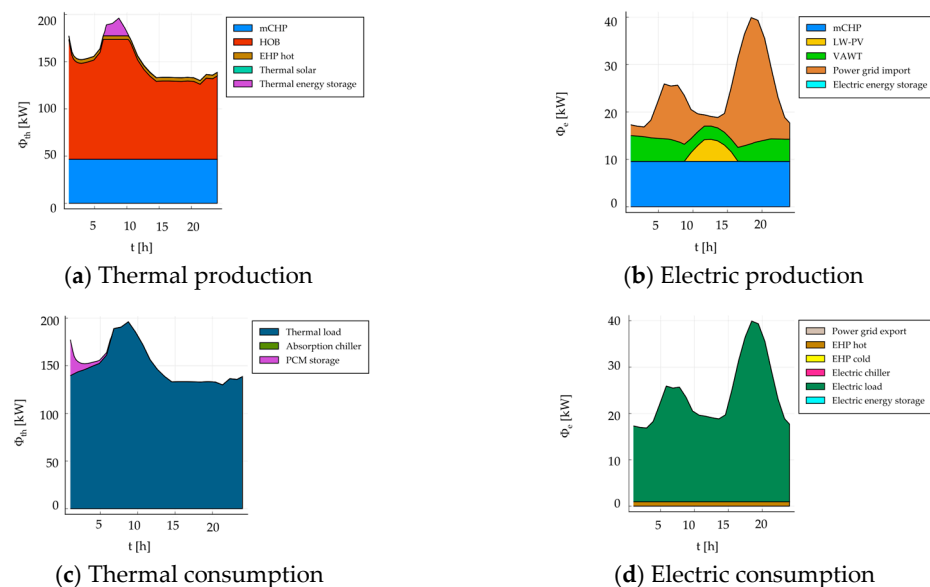 200
150
100
50
0
Φth [kW]
5
10
15
20
t [h]
mCHP
HOB
EHP hot
Thermal solar
Thermal energy storage
(a) Thermal production
40
30
20
10
0
Φe [kW]
5
10
15
20
t [h]
mCHP
LW-PV
VAWT
Power grid import
Electric energy storage
(b) Electric production
200
150
100
50
0
Φth [kW]
5
10
15
20
t [h]
Thermal load
Absorption chiller
PCM storage
(c) Thermal consumption
40
30
20
10
0
Φe [kW]
5
10
15
20
t [h]
Power grid export
EHP hot
EHP cold
Electric chiller
Electric load
Electric energy storage
(d) Electric consumption